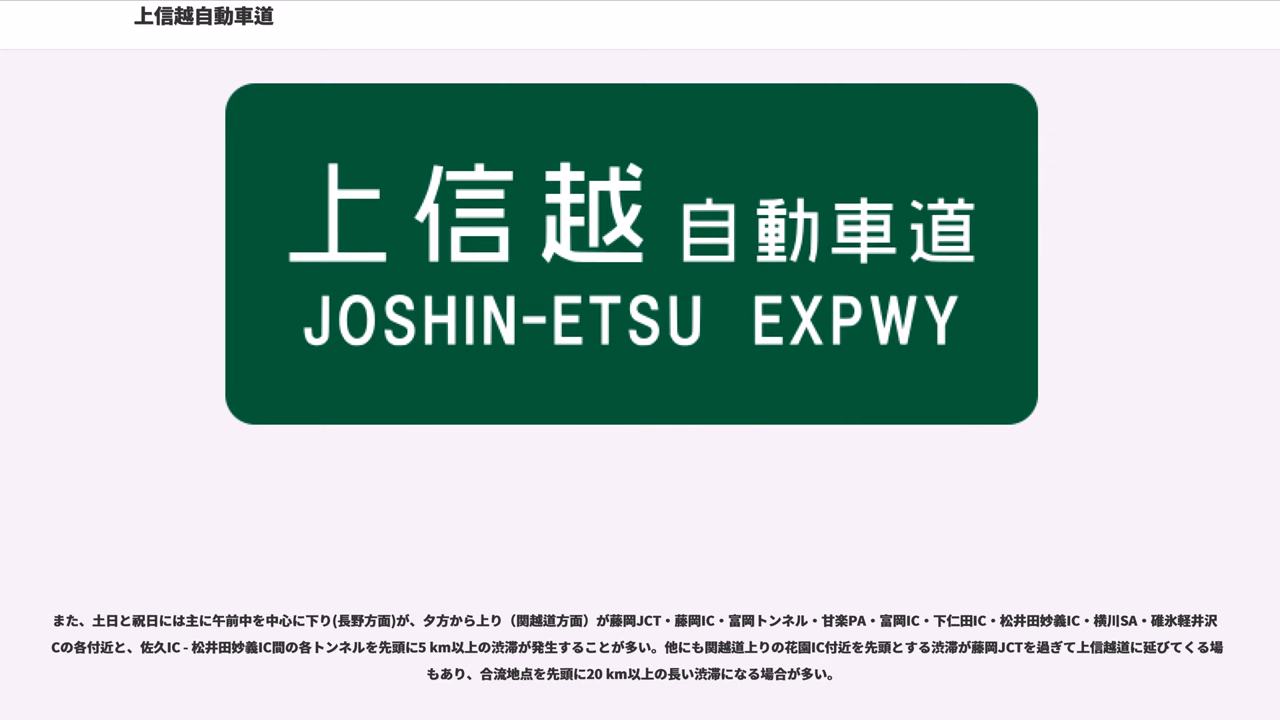 上信越自動車道
上信越自動車道
JOSHIN-ETSU EXPWY
また、土日と祝日には主に午前中を中心に下り(長野方面)が、夕方から上り（関越道方面）が藤岡JCT・藤岡IC・富岡トンネル・甘楽PA・富岡IC・下仁田IC・松井田妙義IC・横川SA・碓氷軽井沢
Cの各付近と、佐久IC - 松井田妙義IC間の各トンネルを先頭に5 km以上の渋滞が発生することが多い。他にも関越道上りの花園IC付近を先頭とする渋滞が藤岡JCTを過ぎて上信越道に延びてくる場
もあり、合流地点を先頭に20 km以上の長い渋滞になる場合が多い。